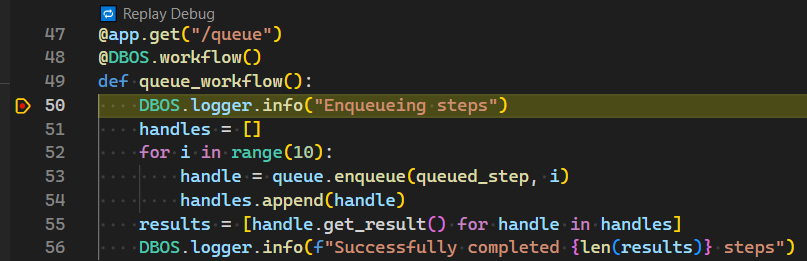 Replay Debug
47 @app.get("/queue")
48 @DBOS.workflow()
49 def queue_workflow():
50     DBOS.logger.info("Enqueueing steps")
51     handles = []
52     for i in range(10):
53         handle = queue.enqueue(queued_step, i)
54         handles.append(handle)
55     results = [handle.get_result() for handle in handles]
56     DBOS.logger.info(f"Successfully completed {len(results)} steps")